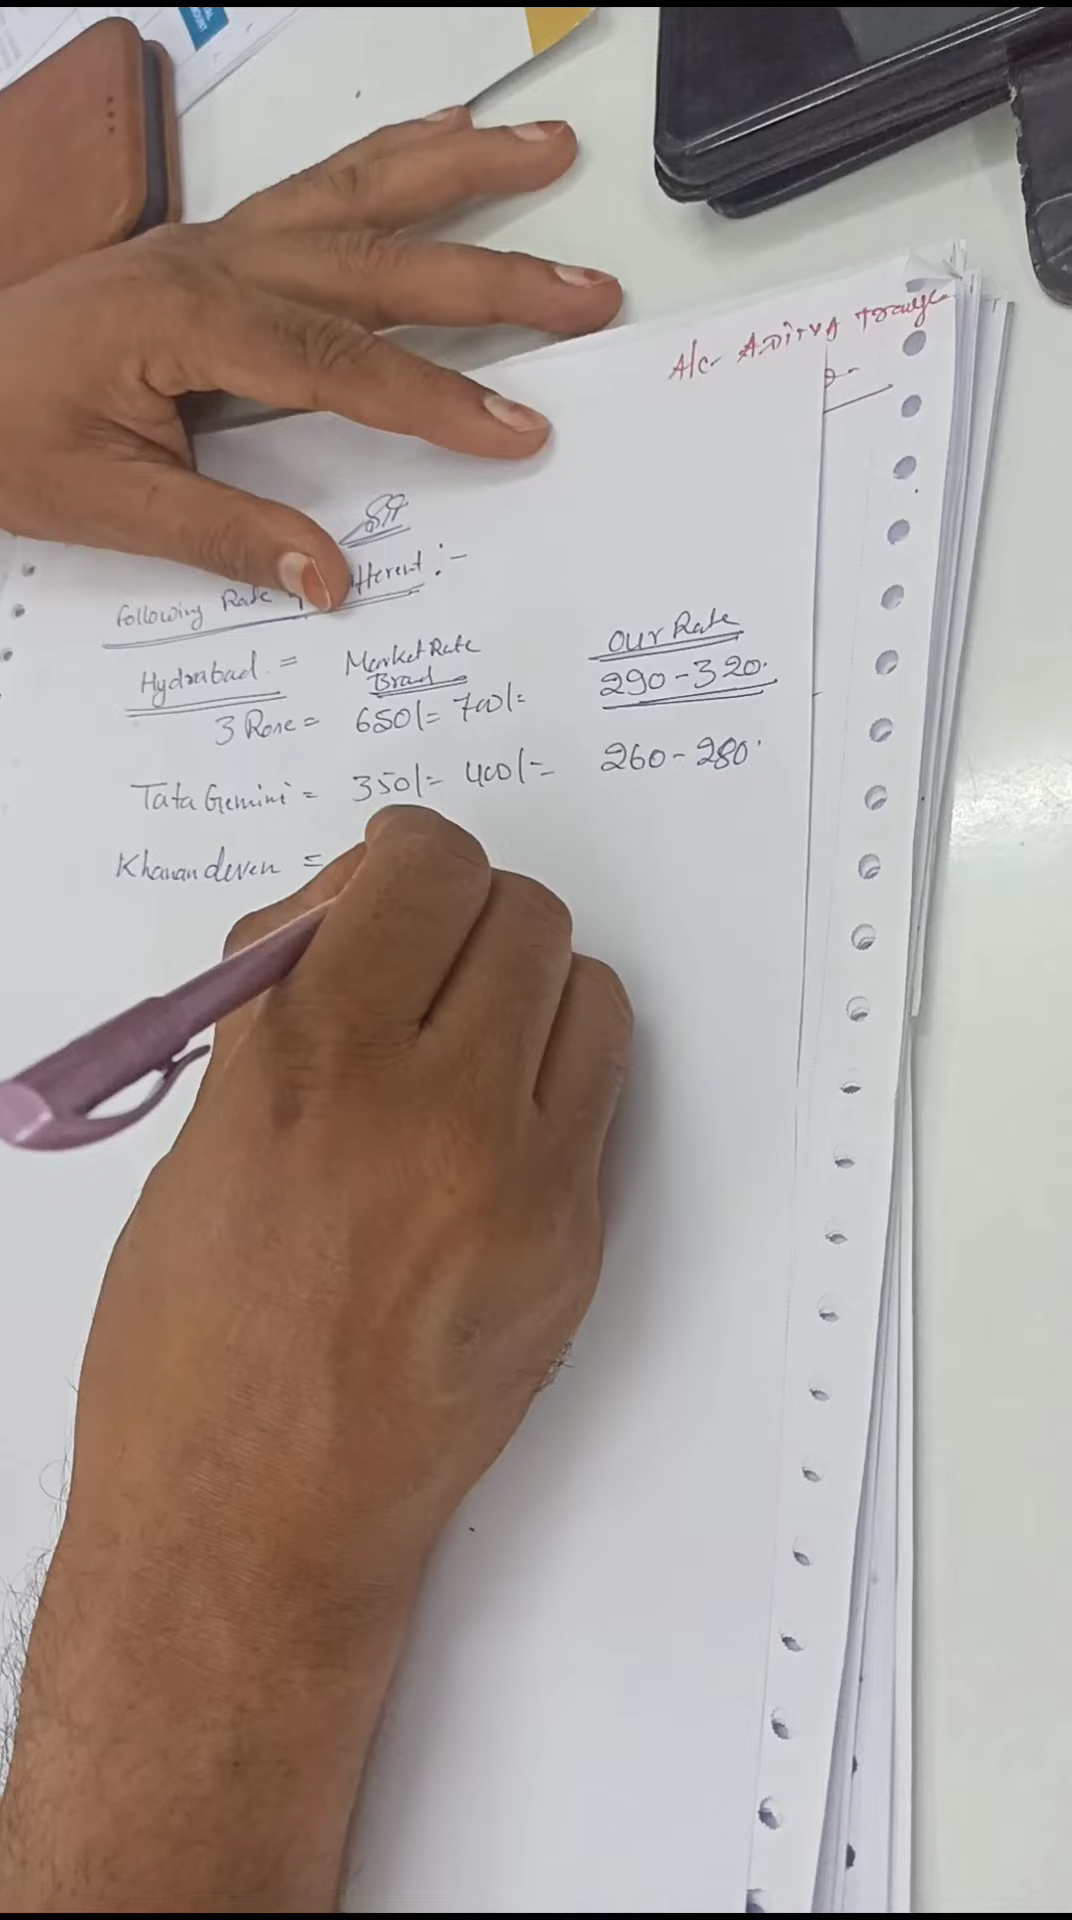 A/c- ADITYA
श्री
Following Rate :-
Hydrabad. = Market Rate Our Rate
Brand 290-320.
3 Rose = 650/= 700/=
Tata Gemini = 350/= 400/= 260-280.
Khanandeven =